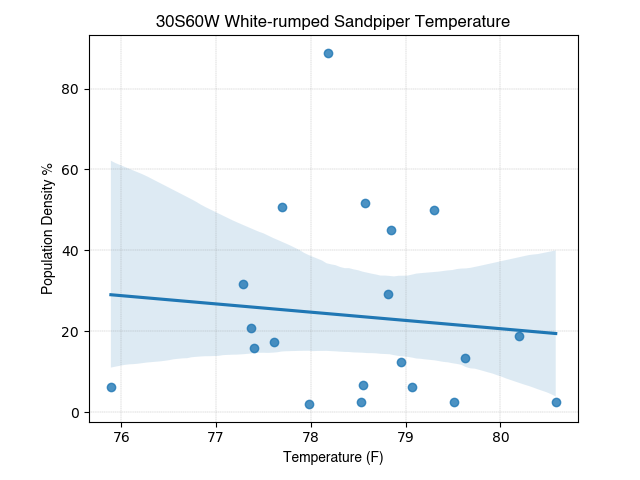 30S60W White-rumped Sandpiper Temperature
Population Density %
80
60
40
20
0
76 77 78 79 80
Temperature (F)